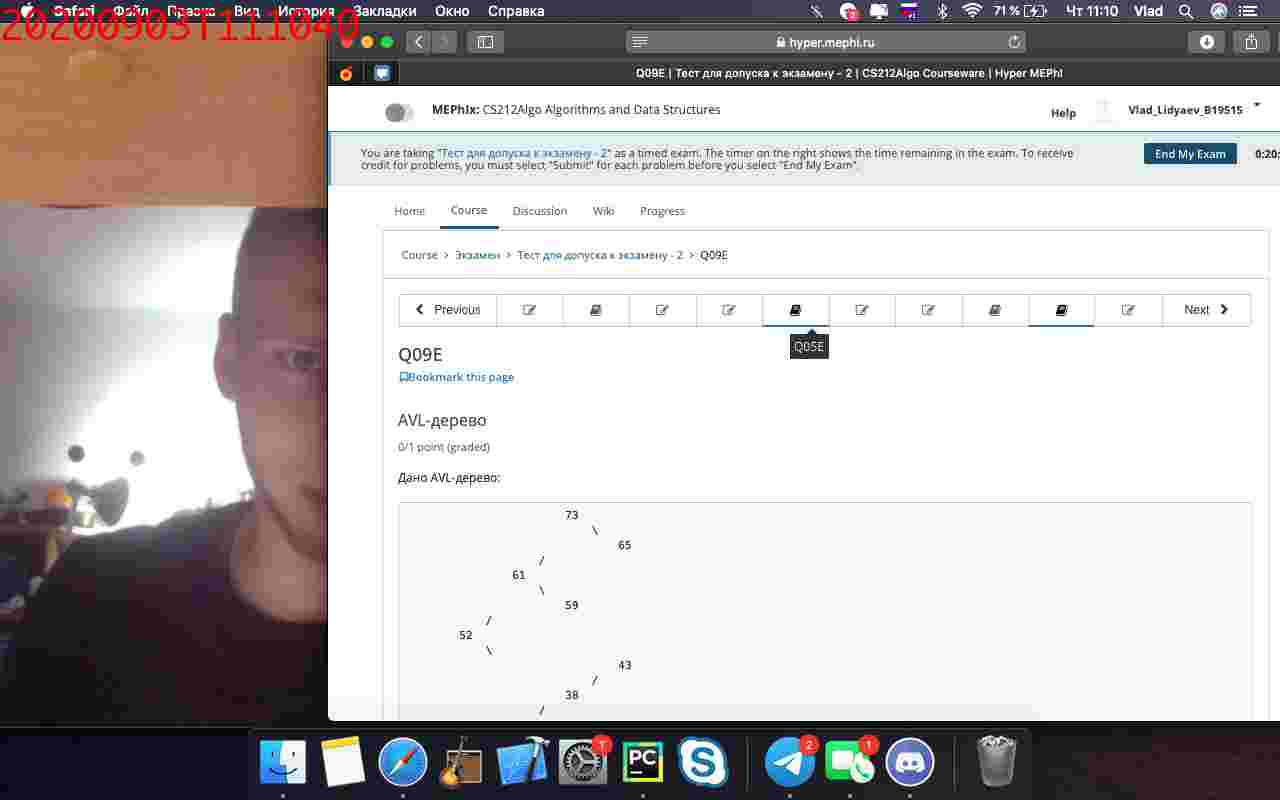 Safari Файл Правка Вид История Закладки Окно Справка 71 % Чт 11:10 Vlad
20200903T111040
hyper.mephi.ru
Q09E | Тест для допуска к экзамену – 2 | CS212Algo Courseware | Hyper MEPhI
MEPhIx: CS212Algo Algorithms and Data Structures
Help
Vlad_Lidyaev_B19515
You are taking "Тест для допуска к экзамену - 2" as a timed exam. The timer on the right shows the time remaining in the exam. To receive
credit for problems, you must select "Submit" for each problem before you select "End My Exam".
End My Exam
0:20:
Home Course Discussion Wiki Progress
Course > Экзамен > Тест для допуска к экзамену - 2 > Q09E
Previous
Next
Q05E
Q09E
Bookmark this page
AVL-дерево
0/1 point (graded)
Дано AVL-дерево:
73
\
65
/
61
\
59
/
52
\
43
/
38
/
PC
2
1